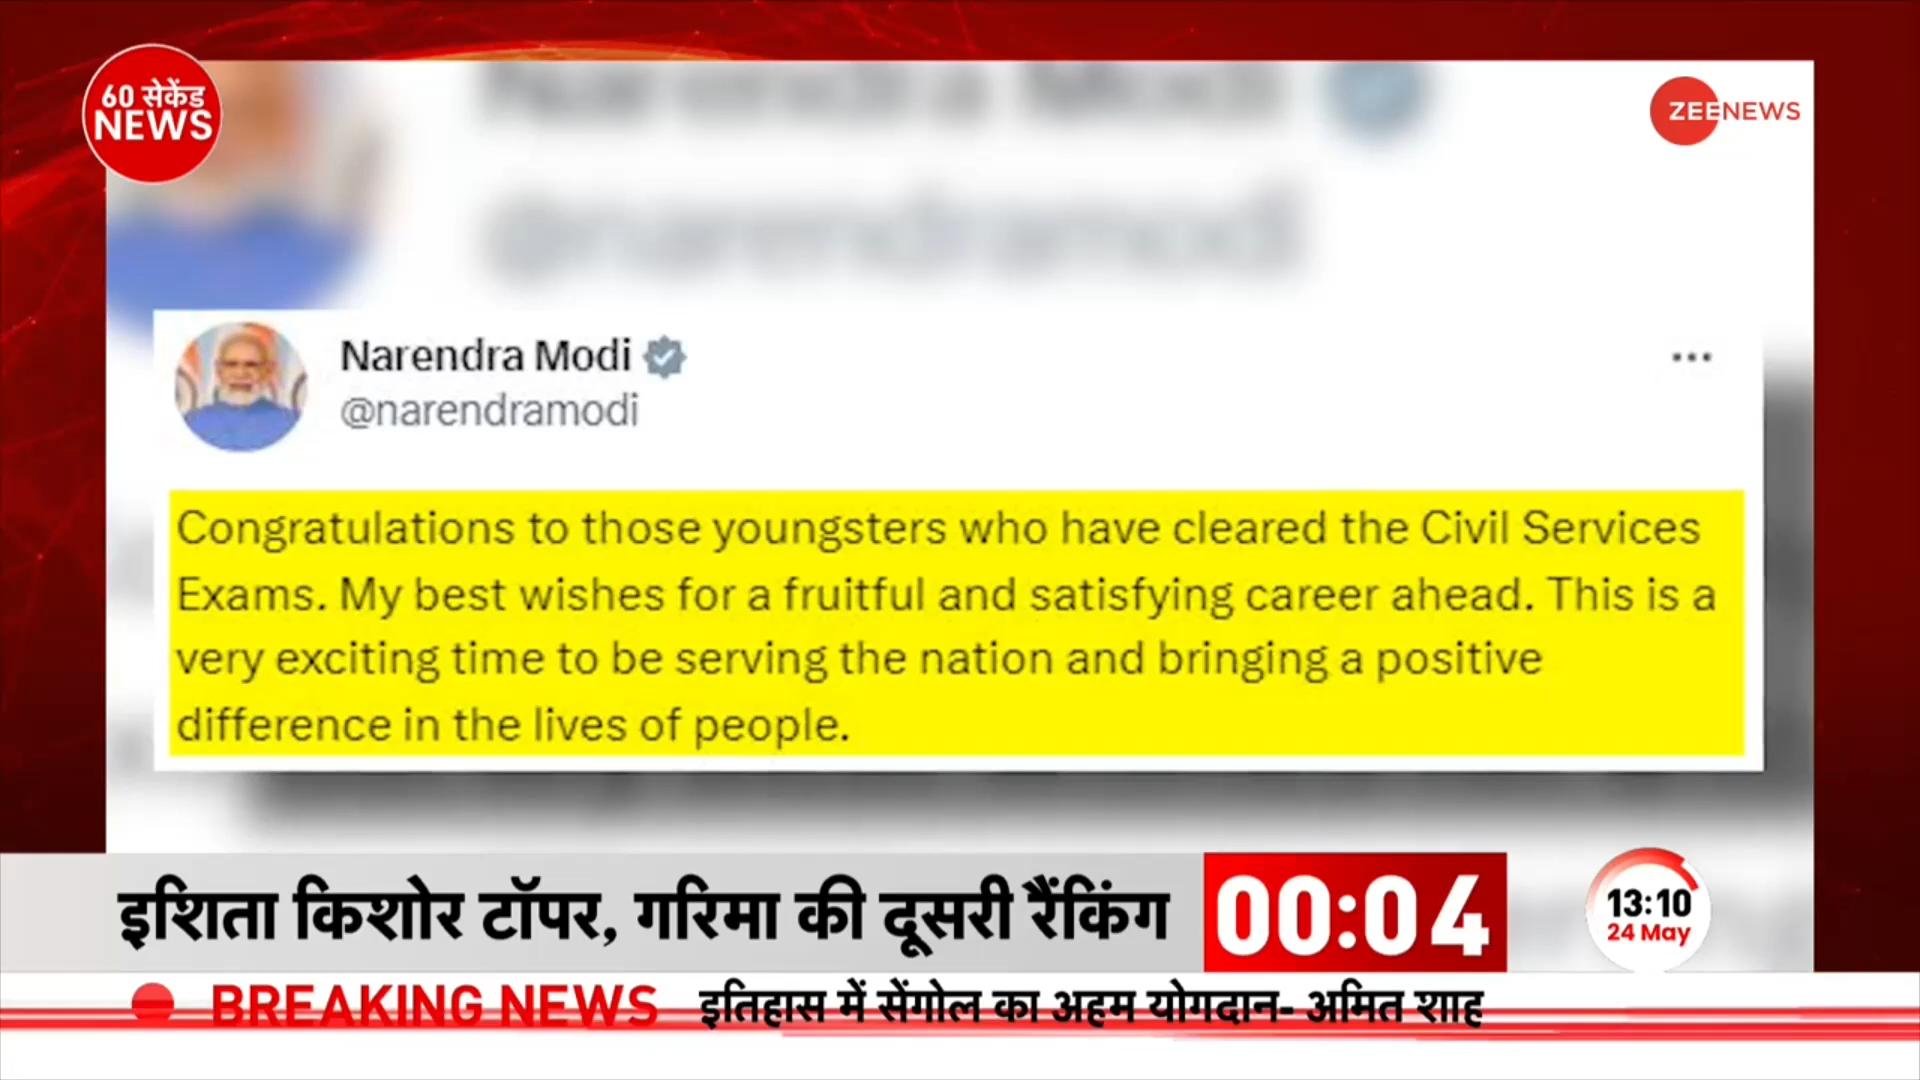 60 सेकेंड
NEWS
ZEENEWS
Narendra Modi
@narendramodi
Narendra Modi
@narendramodi
Congratulations to those youngsters who have cleared the Civil Services
Exams. My best wishes for a fruitful and satisfying career ahead. This is a
very exciting time to be serving the nation and bringing a positive
difference in the lives of people.
इशिता किशोर टॉपर, गरिमा की दूसरी रैंकिंग
00:04
13:10
24 May
BREAKING NEWS इतिहास में सेंगोल का अहम योगदान- अमित शाह